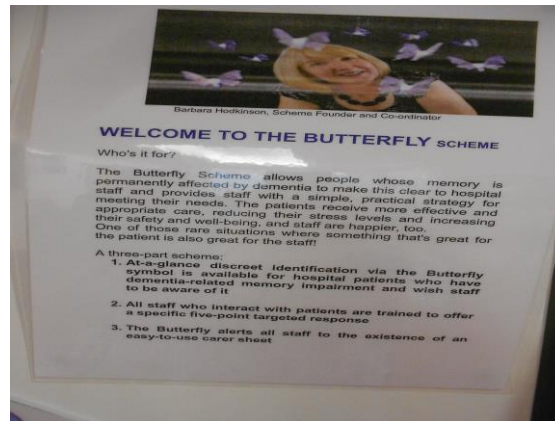 Barbara Hodkinson, Scheme Founder and Co-ordinator
WELCOME TO THE BUTTERFLY SCHEME
Who's it for?
The Butterfly Scheme allows people whose memory is
permanently affected by dementia to make this clear to hospital
staff and provides staff with a simple, practical strategy for
meeting their needs. The patients receive more effective and
appropriate care, reducing their stress levels and increasing
their safety and well-being, and staff are happier, too.
One of those rare situations where something that's great for
the patient is also great for the staff!
A three-part scheme:
1. At-a-glance discreet identification via the Butterfly
symbol is available for hospital patients who have
dementia-related memory impairment and wish staff
to be aware of it
2. All staff who interact with patients are trained to offer
a specific five-point targeted response
3. The Butterfly alerts all staff to the existence of an
easy-to-use carer sheet